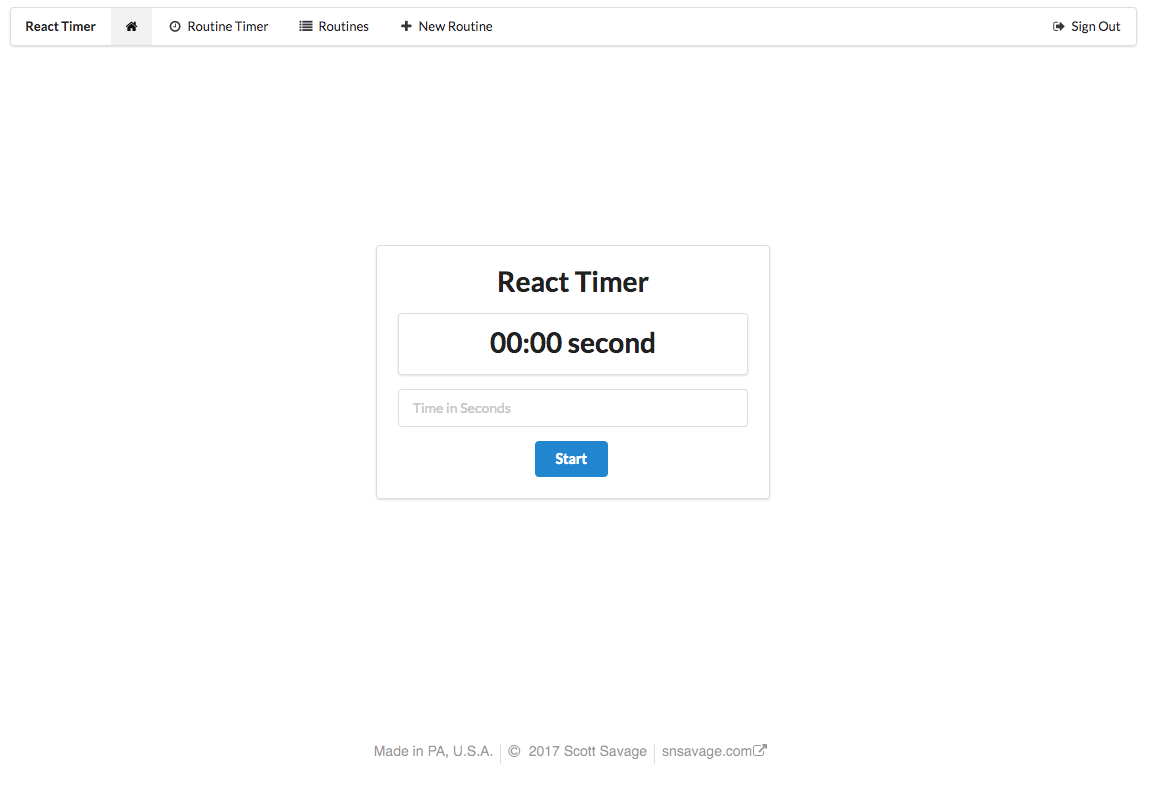 React Timer Routine Timer Routines New Routine Sign Out
React Timer
00:00 second
Time in Seconds
Start
Made in PA, U.S.A. © 2017 Scott Savage snsavage.com